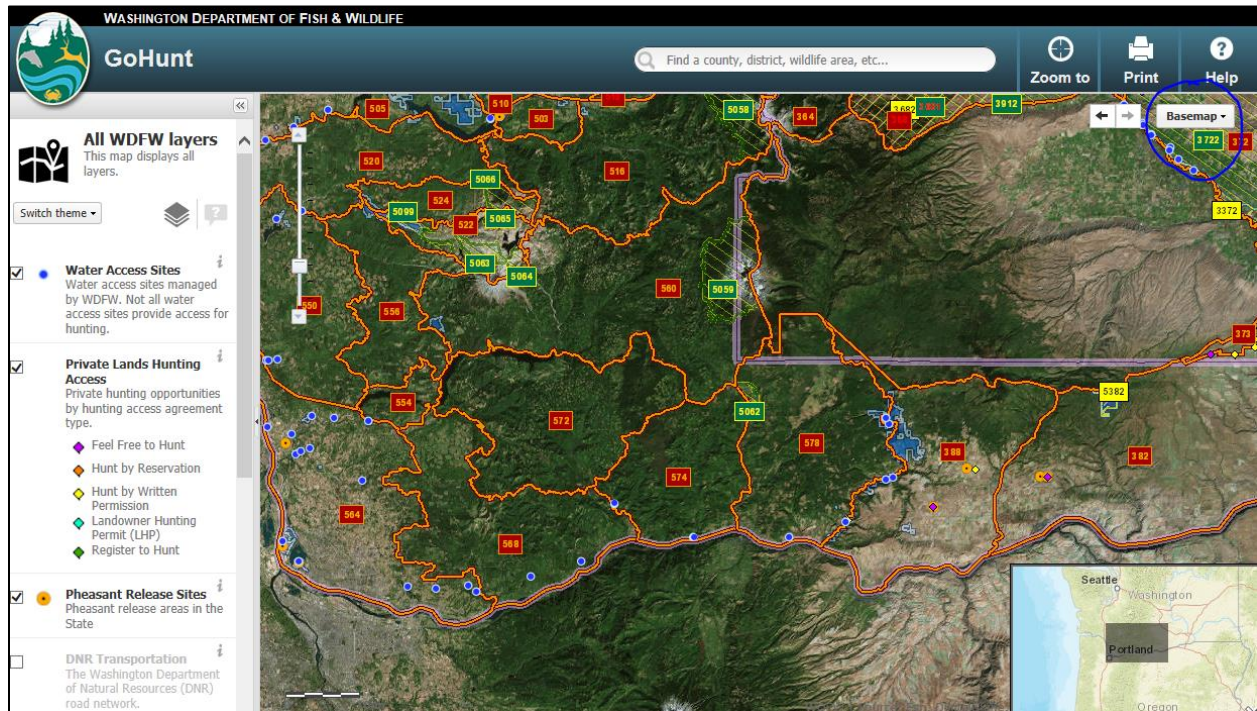 WASHINGTON DEPARTMENT OF FISH & WILDLIFE
GoHunt
Find a county, district, wildlife area, etc...
Zoom to
Print
Help
All WDFW layers
This map displays all
layers.
Switch theme
Water Access Sites
Water access sites managed
by WDFW. Not all water
access sites provide access for
hunting.
Private Lands Hunting
Access
Private hunting opportunities
by hunting access agreement
type.
Feel Free to Hunt
Hunt by Reservation
Hunt by Written
Permission
Landowner Hunting
Permit (LHP)
Register to Hunt
Pheasant Release Sites
Pheasant release areas in the
State
DNR Transportation
The Washington Department
of Natural Resources (DNR)
road network.
Basemap
505
510
503
5058
364
3912
520
516
3722
372
5066
524
5099
522
5065
3372
5063
5064
560
5059
550
556
373
554
5382
572
5062
578
388
382
574
564
568
Seattle
Washington
Portland
Oregon